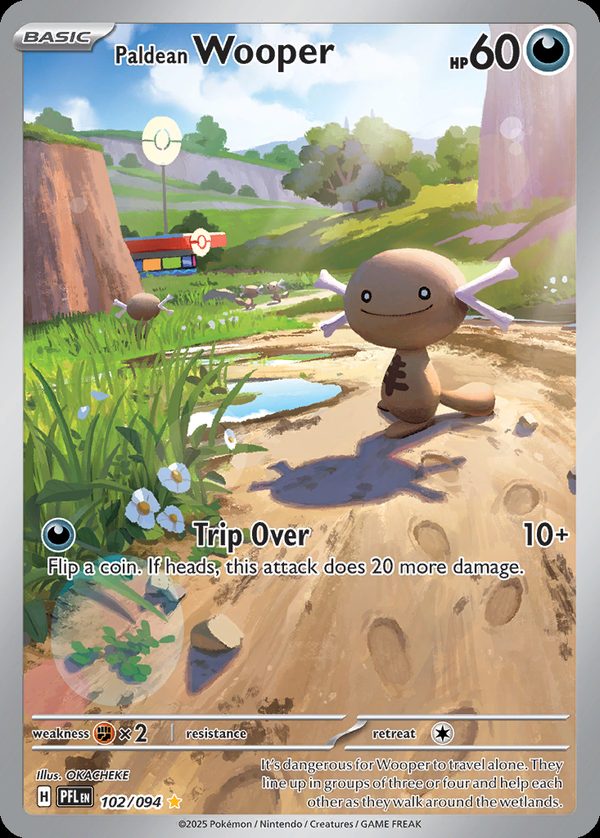 BASIC
Paldean Wooper
HP60
Trip Over 10+
Flip a coin. If heads, this attack does 20 more damage.
weakness ×2 resistance retreat
Illus. OKACHEKE
H PFL EN 102/094
It's dangerous for Wooper to travel alone. They
line up in groups of three or four and help each
other as they walk around the wetlands.
©2025 Pokémon / Nintendo / Creatures / GAME FREAK